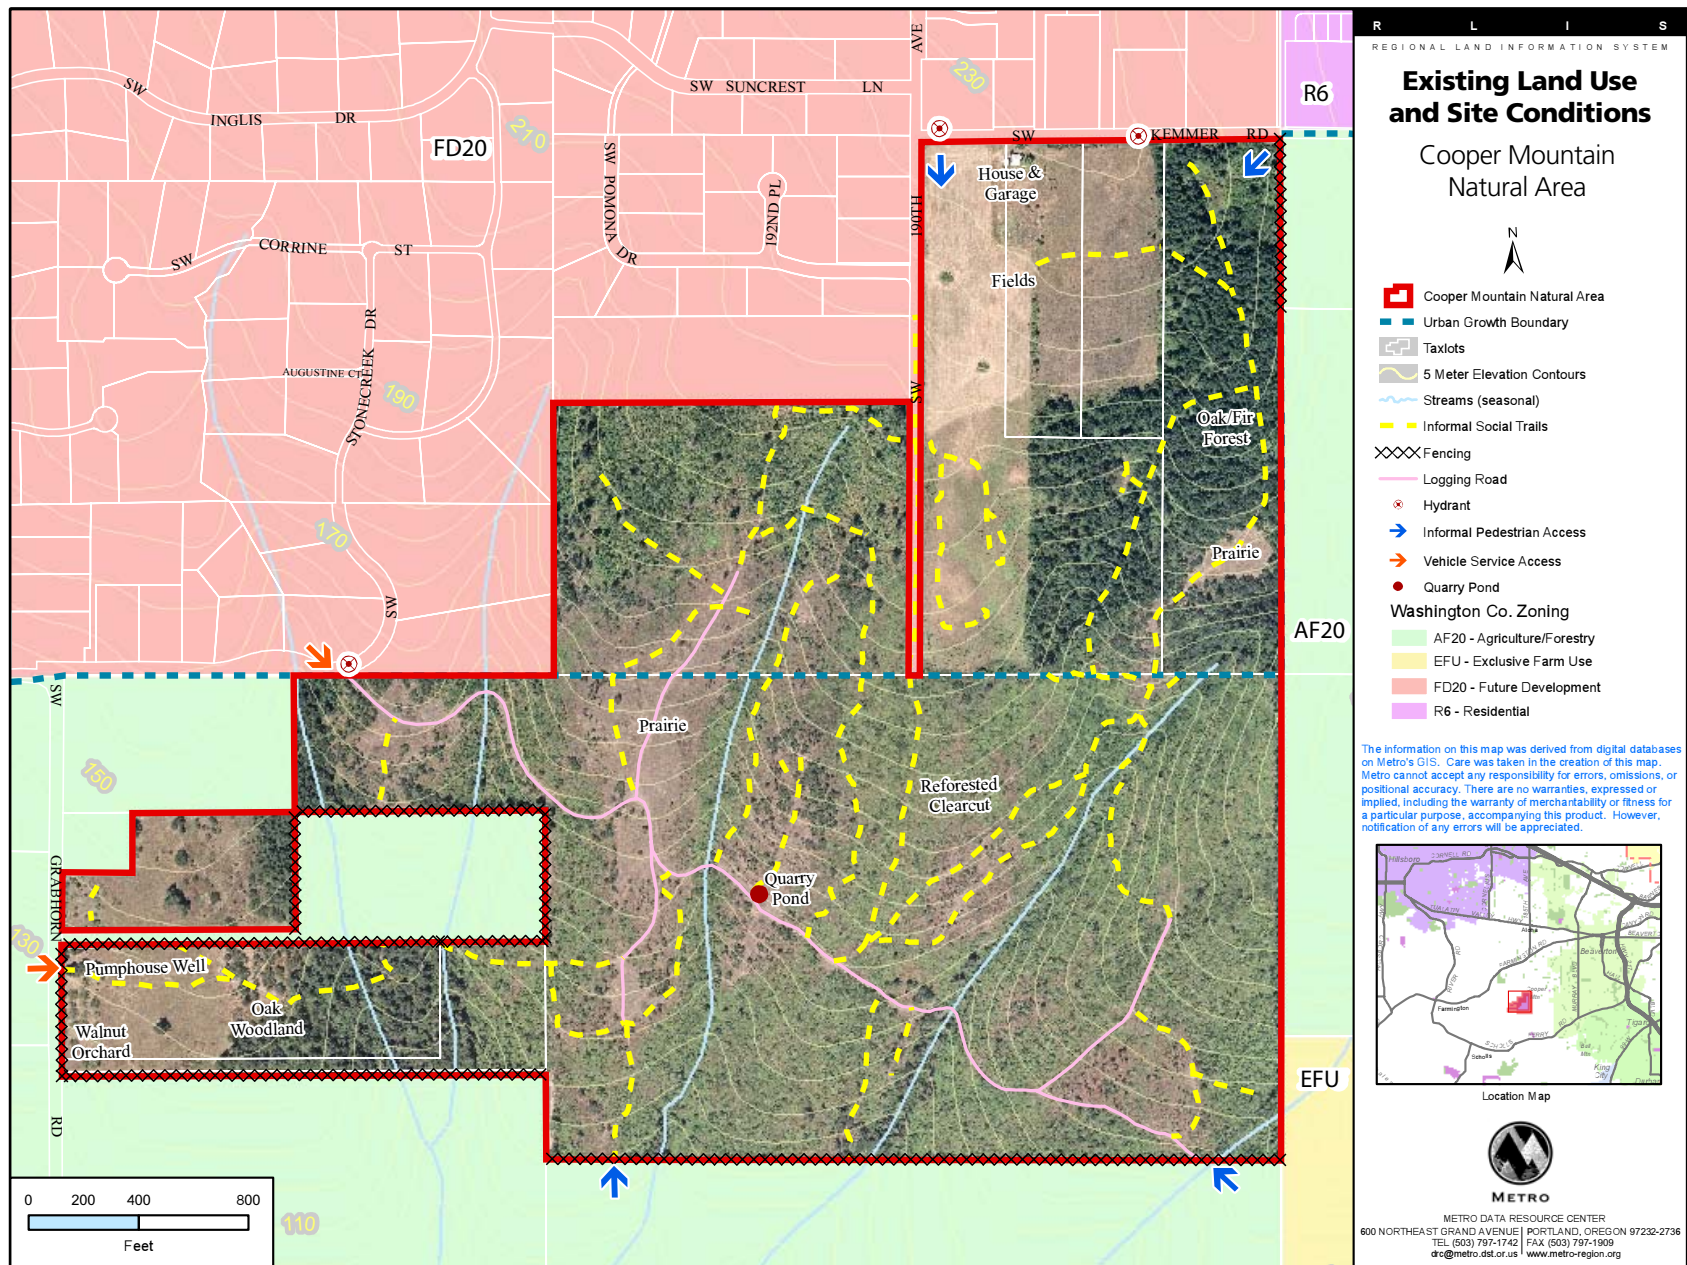 SW
INGLIS DR
FD20
210
SW SUNCREST LN
AVE
230
R6
SW KEMMER RD
SW POMONA DR
192ND PL
190TH
SW
House &
Garage
Fields
SW CORRINE ST
STONECREEK DR
AUGUSTINE CT
190
170
SW
Oak/Fir
Forest
Prairie
AF20
SW
150
Prairie
Reforested
Clearcut
GRABHORN
Quarry
Pond
130
Pumphouse Well
Oak
Woodland
Walnut
Orchard
EFU
RD
110
0 200 400 800
Feet
R L I S
REGIONAL LAND INFORMATION SYSTEM
Existing Land Use
and Site Conditions
Cooper Mountain
Natural Area
N
Cooper Mountain Natural Area
Urban Growth Boundary
Taxlots
5 Meter Elevation Contours
Streams (seasonal)
Informal Social Trails
Fencing
Logging Road
Hydrant
Informal Pedestrian Access
Vehicle Service Access
Quarry Pond
Washington Co. Zoning
AF20 - Agriculture/Forestry
EFU - Exclusive Farm Use
FD20 - Future Development
R6 - Residential
The information on this map was derived from digital databases
on Metro's GIS. Care was taken in the creation of this map.
Metro cannot accept any responsibility for errors, omissions, or
positional accuracy. There are no warranties, expressed or
implied, including the warranty of merchantability or fitness for
a particular purpose, accompanying this product. However,
notification of any errors will be appreciated.
Hillsboro
Aloha
Farmington
Scholls
King
City
Location Map
METRO
METRO DATA RESOURCE CENTER
600 NORTHEAST GRAND AVENUE | PORTLAND, OREGON 97232-2736
TEL (503) 797-1742 | FAX (503) 797-1909
drc@metro.dst.or.us | www.metro-region.org